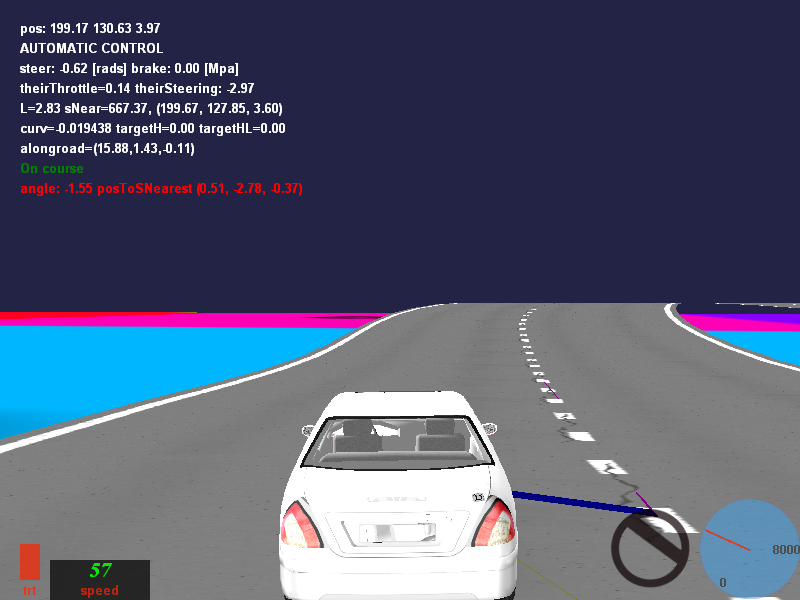 pos: 199.17 130.63 3.97
AUTOMATIC CONTROL
steer: -0.62 [rads] brake: 0.00 [Mpa]
theirThrottle=0.14 theirSteering: -2.97
L=2.83 sNear=667.37, (199.67, 127.85, 3.60)
curv=-0.019438 targetH=0.00 targetHL=0.00
alongroad=(15.88,1.43,-0.11)
On course
angle: -1.55 posToSNearest (0.51, -2.78, -0.37)
8000
0
57
trt
speed